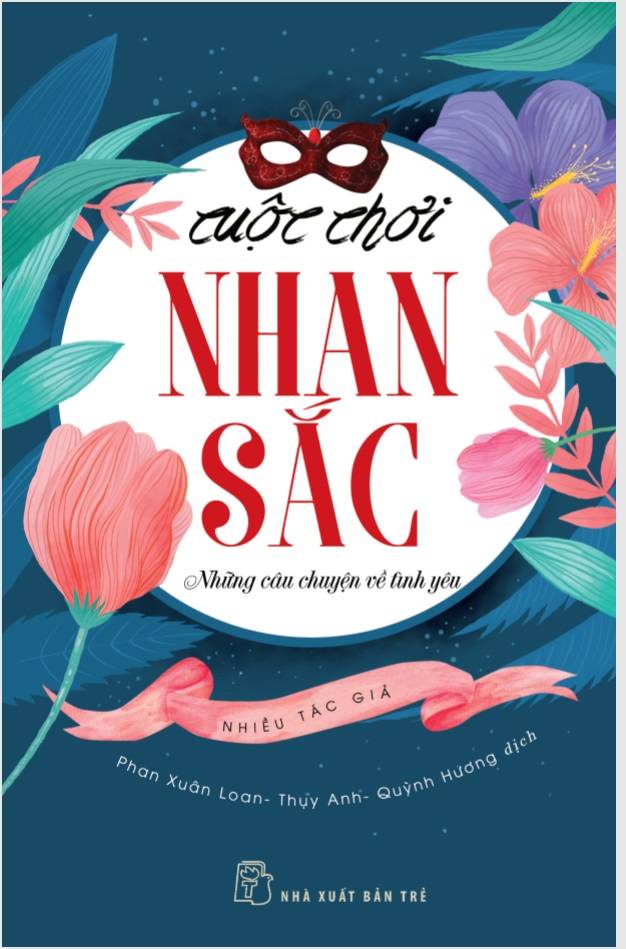 cuộc chơi
NHAN
SẮC
Những câu chuyện về tình yêu
NHIỀU TÁC GIẢ
Phan Xuân Loan- Thụy Anh- Quỳnh Hương dịch
NHÀ XUẤT BẢN TRẺ